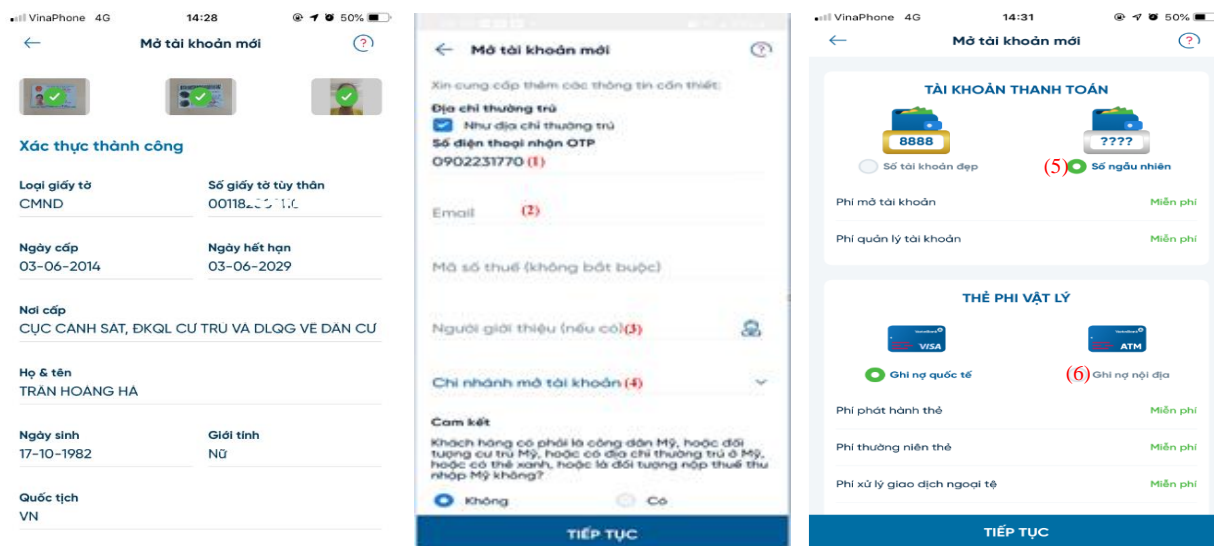 VinaPhone 4G 14:28 50%
Mở tài khoản mới ?
Xác thực thành công
Loại giấy tờ Số giấy tờ tùy thân
CMND
Ngày cấp Ngày hết hạn
03-06-2014 03-06-2029
Nơi cấp
CỤC CANH SAT, ĐKQL CƯ TRU VA DLQG VE DAN CƯ
Họ & tên
TRẦN HOÀNG HÀ
Ngày sinh Giới tính
17-10-1982 Nữ
Quốc tịch
VN
Mở tài khoản mới ?
Xin cung cấp thêm các thông tin cần thiết:
Địa chỉ thường trú
Như địa chỉ thường trú
Số điện thoại nhận OTP
0902231770 (1)
Email (2)
Mã số thuế (không bắt buộc)
Người giới thiệu (nếu có)(3)
Chi nhánh mở tài khoản (4)
Cam kết
Khách hàng có phải là công dân Mỹ, hoặc đối
tượng cư trú Mỹ, hoặc có địa chỉ thường trú ở Mỹ,
hoặc có thẻ xanh, hoặc là đối tượng nộp thuế thu
nhập Mỹ không?
Không Có
TIẾP TỤC
VinaPhone 4G 14:31 50%
Mở tài khoản mới ?
TÀI KHOẢN THANH TOÁN
8888 ????
Số tài khoản đẹp (5) Số ngẫu nhiên
Phí mở tài khoản Miễn phí
Phí quản lý tài khoản Miễn phí
THẺ PHI VẬT LÝ
VISA ATM
Ghi nợ quốc tế (6) Ghi nợ nội địa
Phí phát hành thẻ Miễn phí
Phí thường niên thẻ Miễn phí
Phí xử lý giao dịch ngoại tệ Miễn phí
TIẾP TỤC